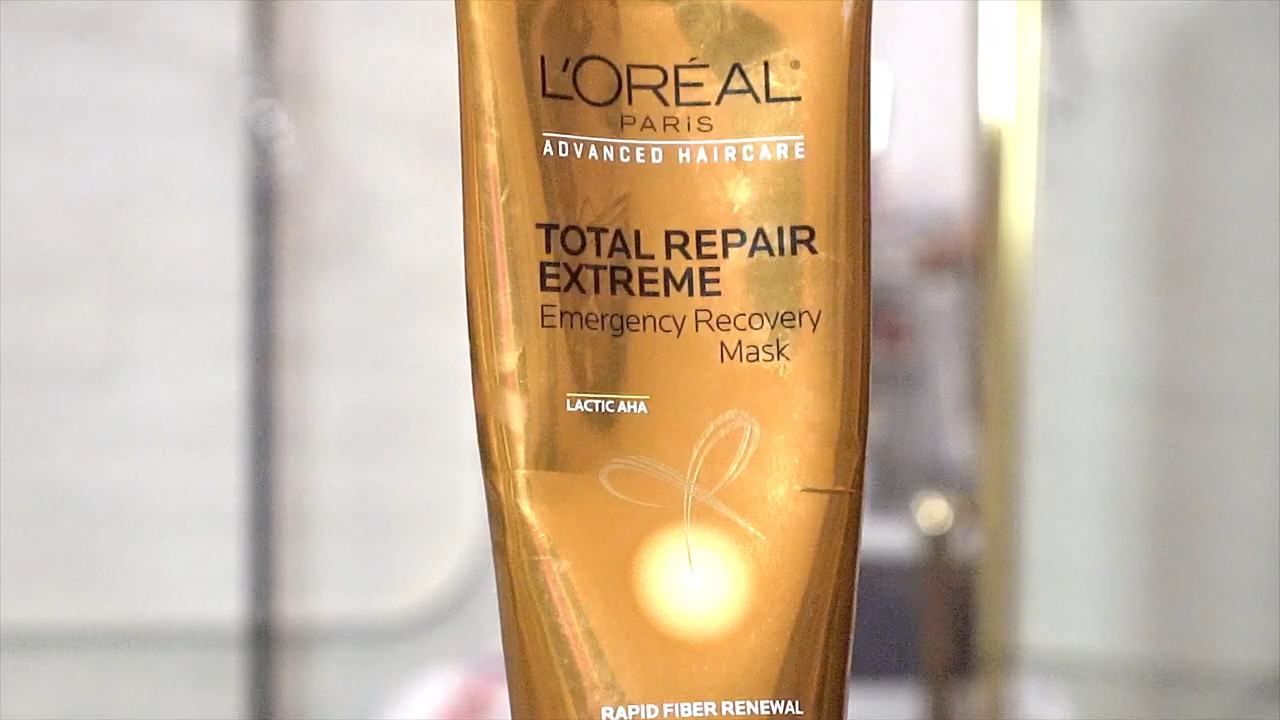 L'ORÉAL®
PARIS
ADVANCED HAIRCARE
TOTAL REPAIR
EXTREME
Emergency Recovery
Mask
LACTIC AHA
RAPID FIBER RENEWAL